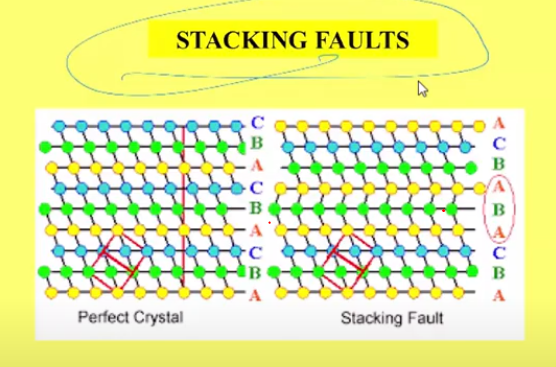 STACKING FAULTS
C A
B C
A B
C A
B B
A A
C C
B B
A A
Perfect Crystal Stacking Fault